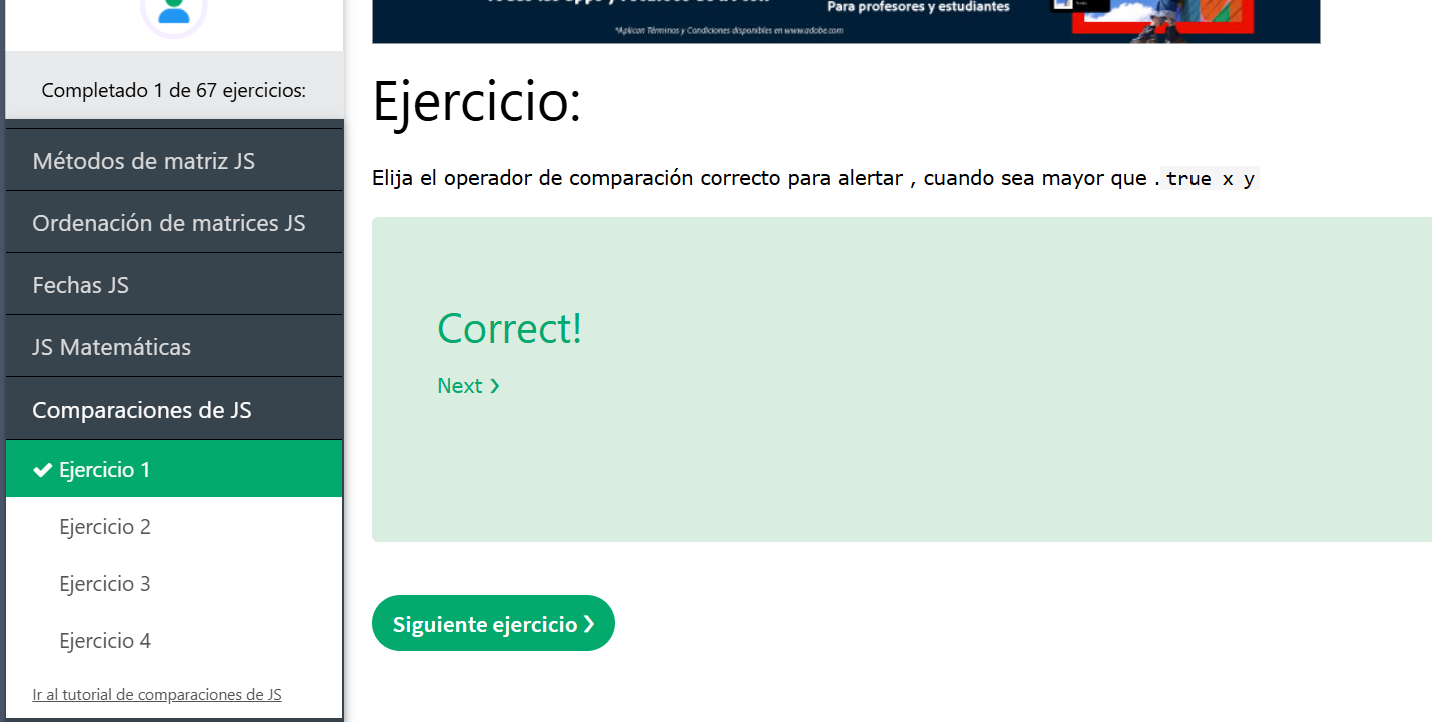 Para profesores y estudiantes
*Aplican Términos y Condiciones disponibles en www.adobe.com
Completado 1 de 67 ejercicios:
Métodos de matriz JS
Ordenación de matrices JS
Fechas JS
JS Matemáticas
Comparaciones de JS
Ejercicio 1
Ejercicio 2
Ejercicio 3
Ejercicio 4
Ir al tutorial de comparaciones de JS
Ejercicio:
Elija el operador de comparación correcto para alertar , cuando sea mayor que . true x y
Correct!
Next ❯
Siguiente ejercicio ❯